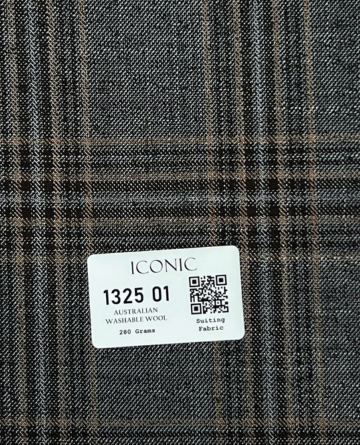 ICONIC
1325 01
AUSTRALIAN
WASHABLE WOOL
280 Grams
Suiting
Fabric